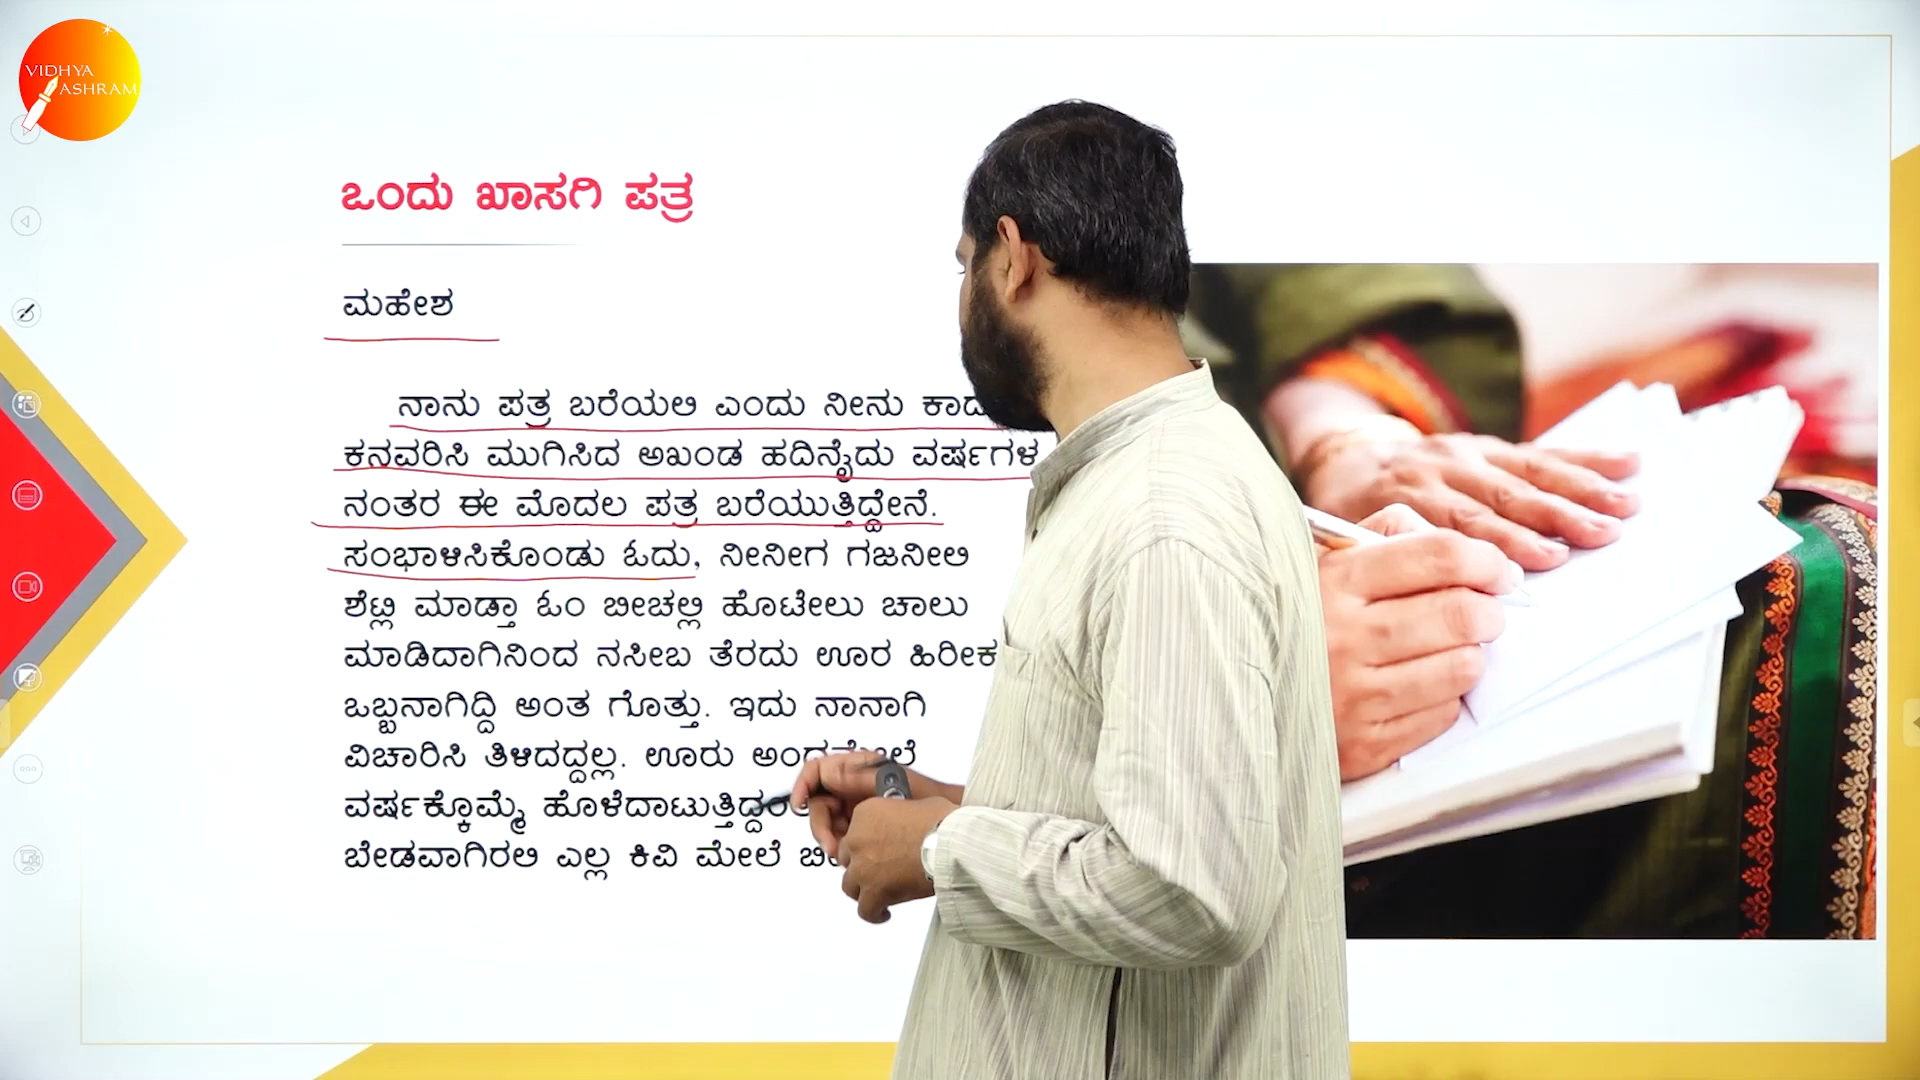 VIDHYA
ASHRAM
ಒಂದು ಖಾಸಗಿ ಪತ್ರ
ಮಹೇಶ
ನಾನು ಪತ್ರ ಬರೆಯಲಿ ಎಂದು ನೀನು
ಕನವರಿಸಿ ಮುಗಿಸಿದ ಅಖಂಡ ಹದಿನೈದು ವರ್ಷಗಳ
ನಂತರ ಈ ಮೊದಲ ಪತ್ರ ಬರೆಯುತ್ತಿದ್ದೇನೆ.
ಸಂಭಾಳಿಸಿಕೊಂಡು ಓದು, ನೀನೀಗ ಗಜನೀಲಿ
ಶೆಟ್ಲಿ ಮಾಡ್ತಾ ಓಂ ಬೀಚಲ್ಲಿ ಹೊಟೇಲು ಚಾಲು
ಮಾಡಿದಾಗಿನಿಂದ ನಸೀಬ ತೆರದು ಊರ ಹಿರೀಕ
ಒಬ್ಬನಾಗಿದ್ದಿ ಅಂತ ಗೊತ್ತು. ಇದು ನಾನಾಗಿ
ವಿಚಾರಿಸಿ ತಿಳಿದದ್ದಲ್ಲ. ಊರು ಅಂದಮೇಲೆ
ವರ್ಷಕ್ಕೊಮ್ಮೆ
ಬೇಡವಾಗಿರಲಿ ಎಲ್ಲ ಕಿವಿ ಮೇಲೆ